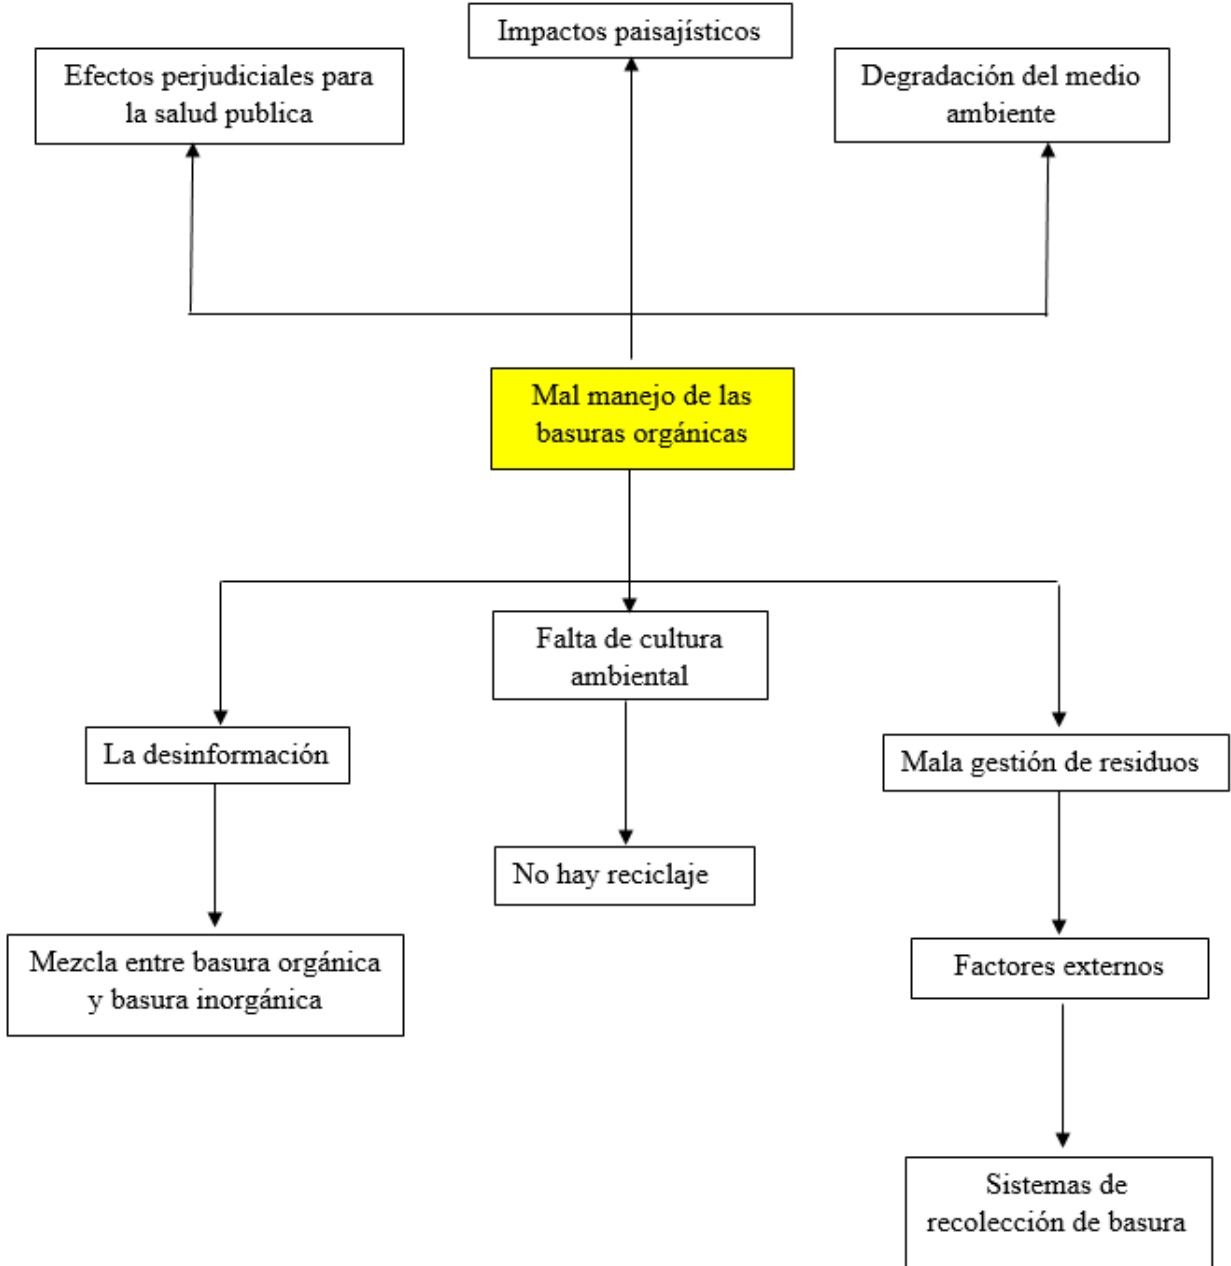 Impactos paisajísticos
Efectos perjudiciales para
la salud publica
Degradación del medio
ambiente
Mal manejo de las
basuras orgánicas
Falta de cultura
ambiental
La desinformación
Mala gestión de residuos
No hay reciclaje
Mezcla entre basura orgánica
y basura inorgánica
Factores externos
Sistemas de
recolección de basura